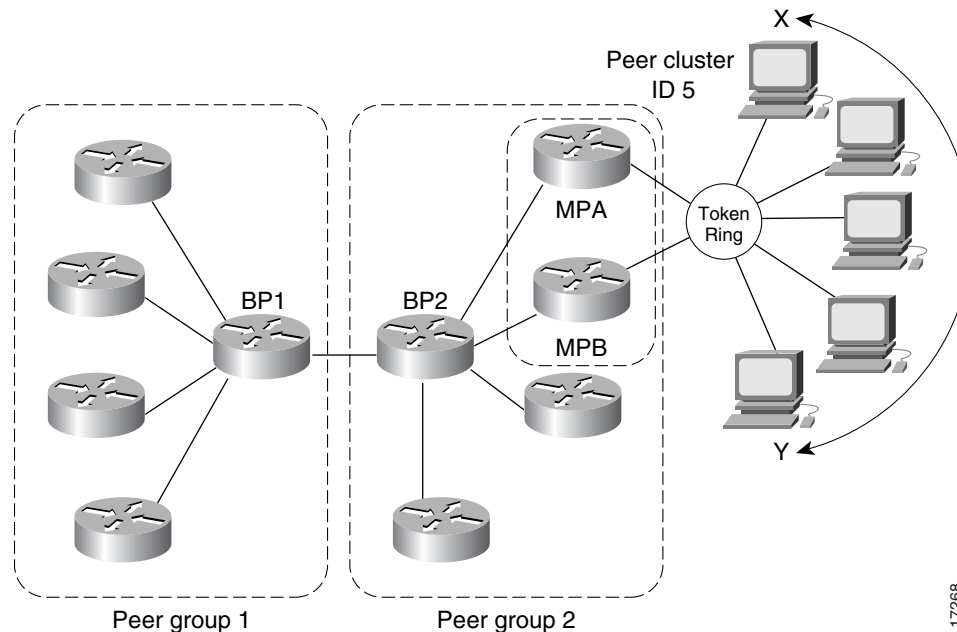 X
Peer cluster
ID 5
MPA
Token
Ring
BP1
BP2
MPB
Y
Peer group 1
Peer group 2
17268